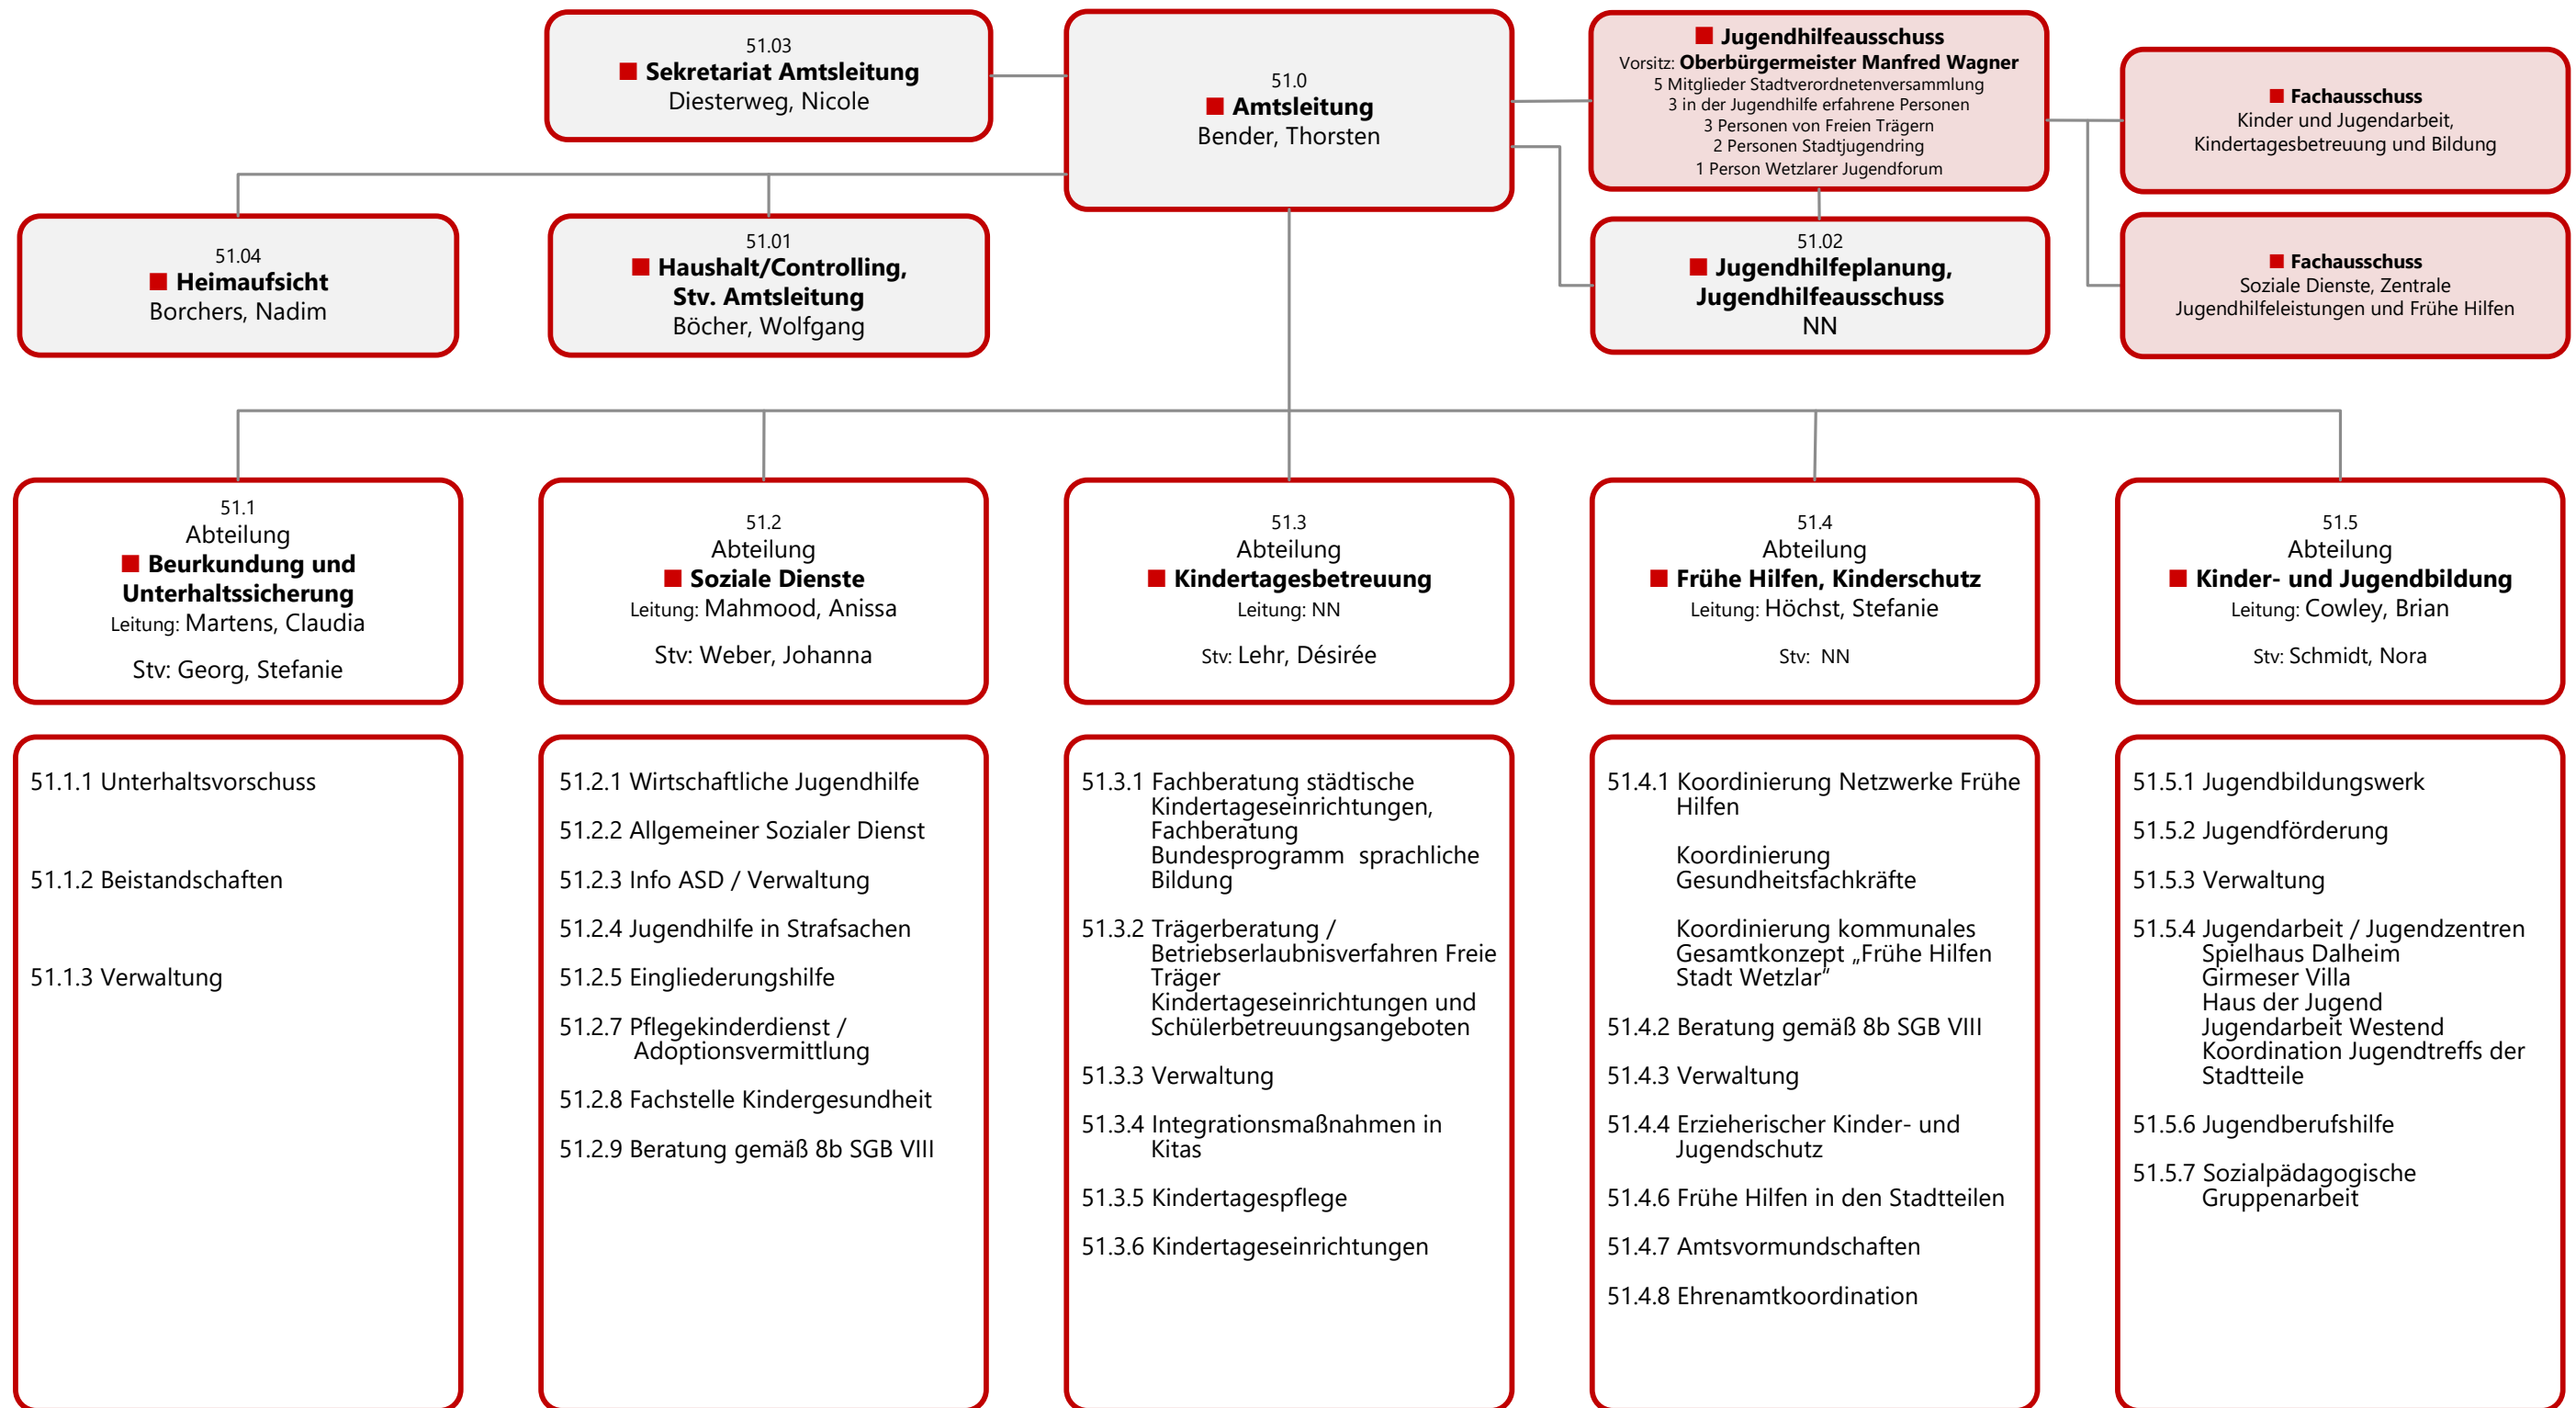 51.03
■ Sekretariat Amtsleitung
Diesterweg, Nicole
51.0
■ Amtsleitung
Bender, Thorsten
■ Jugendhilfeausschuss
Vorsitz: Oberbürgermeister Manfred Wagner
5 Mitglieder Stadtverordnetenversammlung
3 in der Jugendhilfe erfahrene Personen
3 Personen von Freien Trägern
2 Personen Stadtjugendring
1 Person Wetzlarer Jugendforum
■ Fachausschuss
Kinder und Jugendarbeit,
Kindertagesbetreuung und Bildung
51.04
■ Heimaufsicht
Borchers, Nadim
51.01
■ Haushalt/Controlling,
Stv. Amtsleitung
Böcher, Wolfgang
51.02
■ Jugendhilfeplanung,
Jugendhilfeausschuss
NN
■ Fachausschuss
Soziale Dienste, Zentrale
Jugendhilfeleistungen und Frühe Hilfen
51.1
Abteilung
■ Beurkundung und
Unterhaltssicherung
Leitung: Martens, Claudia
Stv: Georg, Stefanie
51.2
Abteilung
■ Soziale Dienste
Leitung: Mahmood, Anissa
Stv: Weber, Johanna
51.3
Abteilung
■ Kindertagesbetreuung
Leitung: NN
Stv: Lehr, Désirée
51.4
Abteilung
■ Frühe Hilfen, Kinderschutz
Leitung: Höchst, Stefanie
Stv: NN
51.5
Abteilung
■ Kinder- und Jugendbildung
Leitung: Cowley, Brian
Stv: Schmidt, Nora
51.1.1 Unterhaltsvorschuss
51.1.2 Beistandschaften
51.1.3 Verwaltung
51.2.1 Wirtschaftliche Jugendhilfe
51.2.2 Allgemeiner Sozialer Dienst
51.2.3 Info ASD / Verwaltung
51.2.4 Jugendhilfe in Strafsachen
51.2.5 Eingliederungshilfe
51.2.7 Pflegekinderdienst /
Adoptionsvermittlung
51.2.8 Fachstelle Kindergesundheit
51.2.9 Beratung gemäß 8b SGB VIII
51.3.1 Fachberatung städtische
Kindertageseinrichtungen,
Fachberatung
Bundesprogramm sprachliche
Bildung
51.3.2 Trägerberatung /
Betriebserlaubnisverfahren Freie
Träger
Kindertageseinrichtungen und
Schülerbetreuungsangeboten
51.3.3 Verwaltung
51.3.4 Integrationsmaßnahmen in
Kitas
51.3.5 Kindertagespflege
51.3.6 Kindertageseinrichtungen
51.4.1 Koordinierung Netzwerke Frühe
Hilfen
Koordinierung
Gesundheitsfachkräfte
Koordinierung kommunales
Gesamtkonzept „Frühe Hilfen
Stadt Wetzlar“
51.4.2 Beratung gemäß 8b SGB VIII
51.4.3 Verwaltung
51.4.4 Erzieherischer Kinder- und
Jugendschutz
51.4.6 Frühe Hilfen in den Stadtteilen
51.4.7 Amtsvormundschaften
51.4.8 Ehrenamtkoordination
51.5.1 Jugendbildungswerk
51.5.2 Jugendförderung
51.5.3 Verwaltung
51.5.4 Jugendarbeit / Jugendzentren
Spielhaus Dalheim
Girmeser Villa
Haus der Jugend
Jugendarbeit Westend
Koordination Jugendtreffs der
Stadtteile
51.5.6 Jugendberufshilfe
51.5.7 Sozialpädagogische
Gruppenarbeit